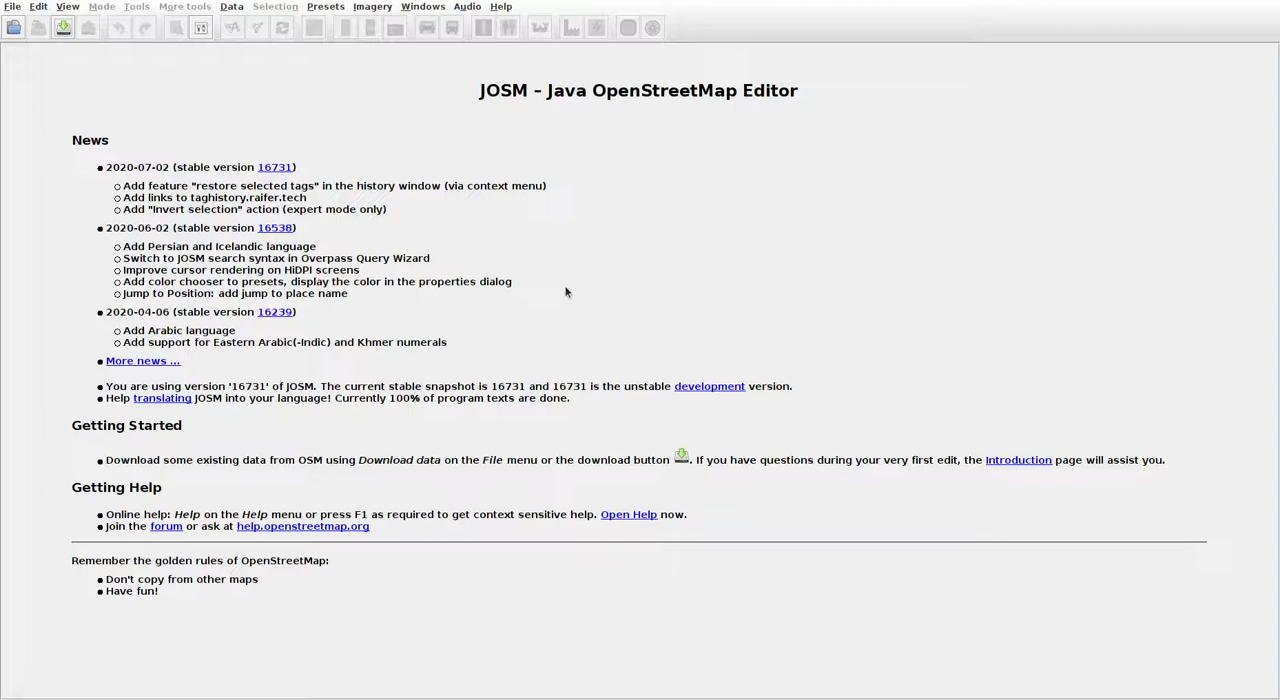 File Edit View Mode Tools More tools Data Selection Presets Imagery Windows Audio Help
JOSM – Java OpenStreetMap Editor
News
2020-07-02 (stable version 16731)
Add feature "restore selected tags" in the history window (via context menu)
Add links to taghistory.raifer.tech
Add "Invert selection" action (expert mode only)
2020-06-02 (stable version 16538)
Add Persian and Icelandic language
Switch to JOSM search syntax in Overpass Query Wizard
Improve cursor rendering on HiDPI screens
Add color chooser to presets, display the color in the properties dialog
Jump to Position: add jump to place name
2020-04-06 (stable version 16239)
Add Arabic language
Add support for Eastern Arabic(-Indic) and Khmer numerals
More news ...
You are using version '16731' of JOSM. The current stable snapshot is 16731 and 16731 is the unstable development version.
Help translating JOSM into your language! Currently 100% of program texts are done.
Getting Started
Download some existing data from OSM using Download data on the File menu or the download button . If you have questions during your very first edit, the Introduction page will assist you.
Getting Help
Online help: Help on the Help menu or press F1 as required to get context sensitive help. Open Help now.
Join the forum or ask at help.openstreetmap.org
Remember the golden rules of OpenStreetMap:
Don't copy from other maps
Have fun!